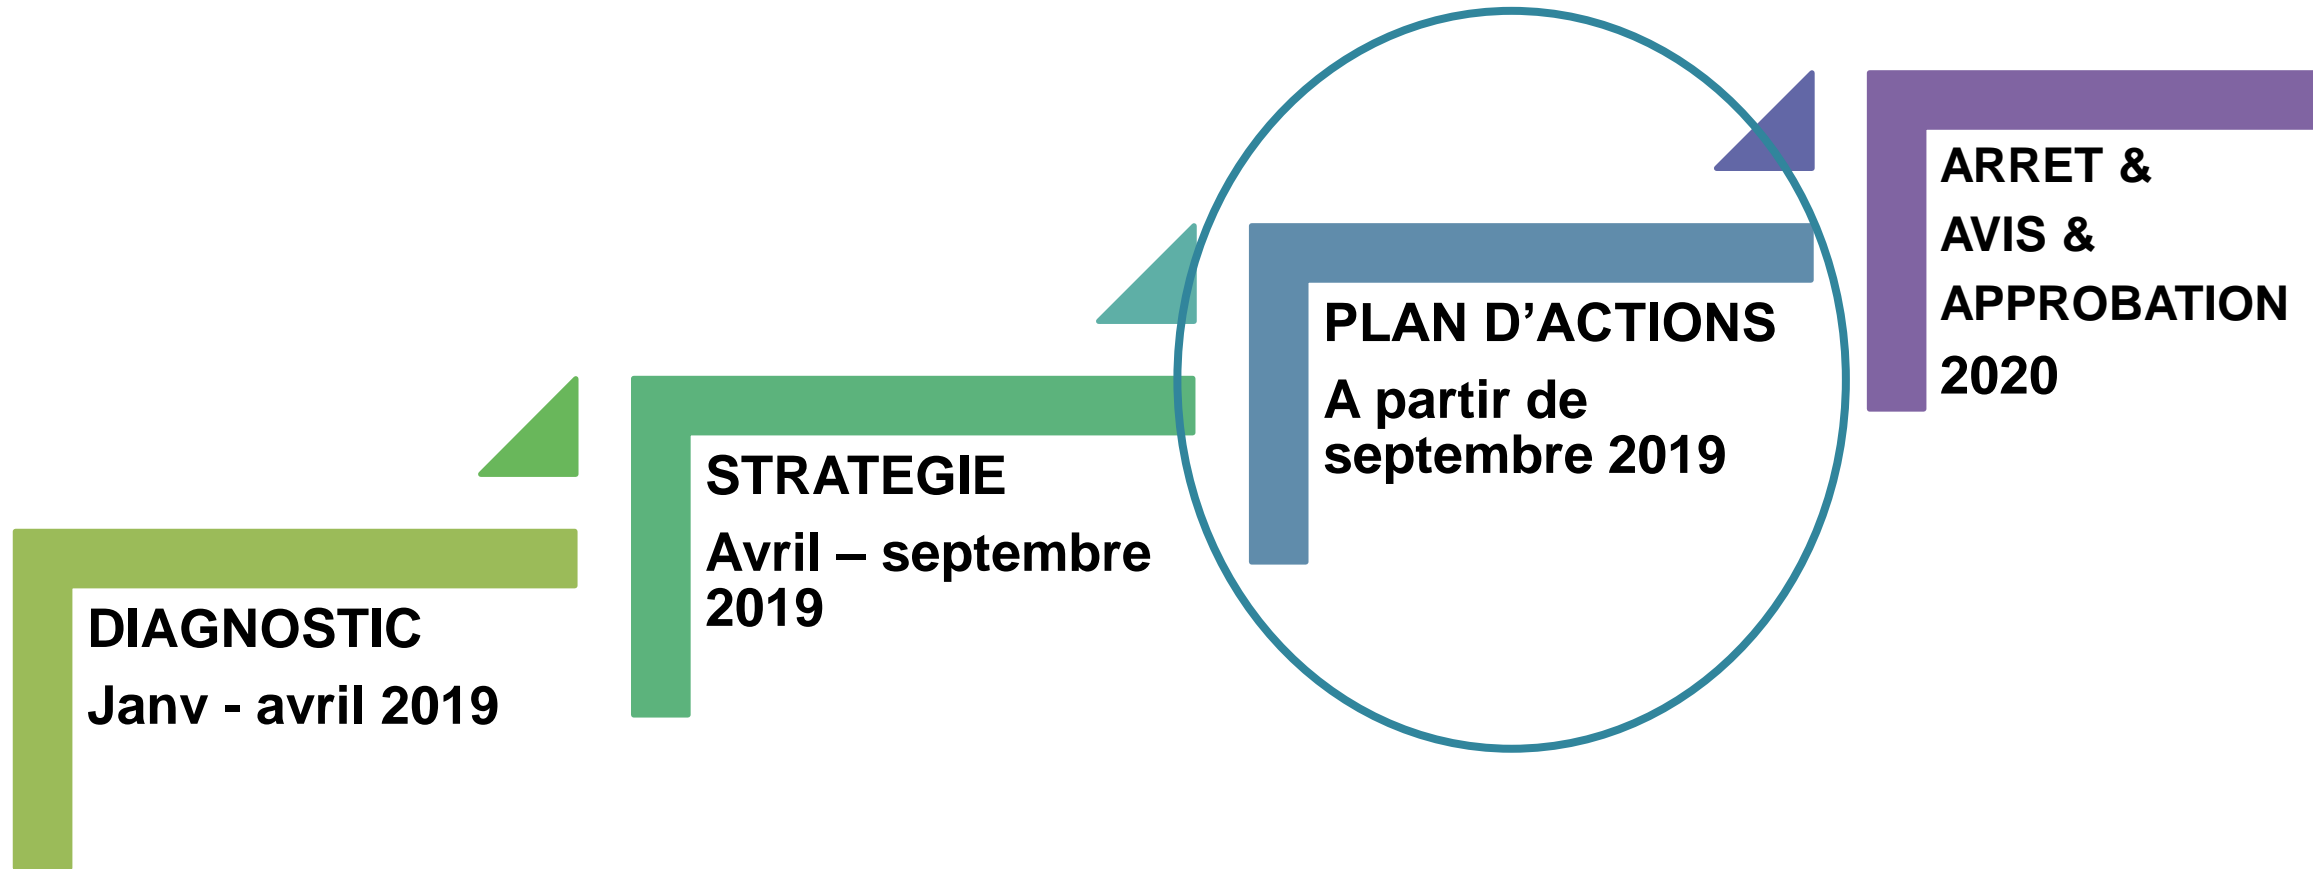 DIAGNOSTIC
Janv - avril 2019
STRATEGIE
Avril – septembre
2019
PLAN D’ACTIONS
A partir de
septembre 2019
ARRET &
AVIS &
APPROBATION
2020